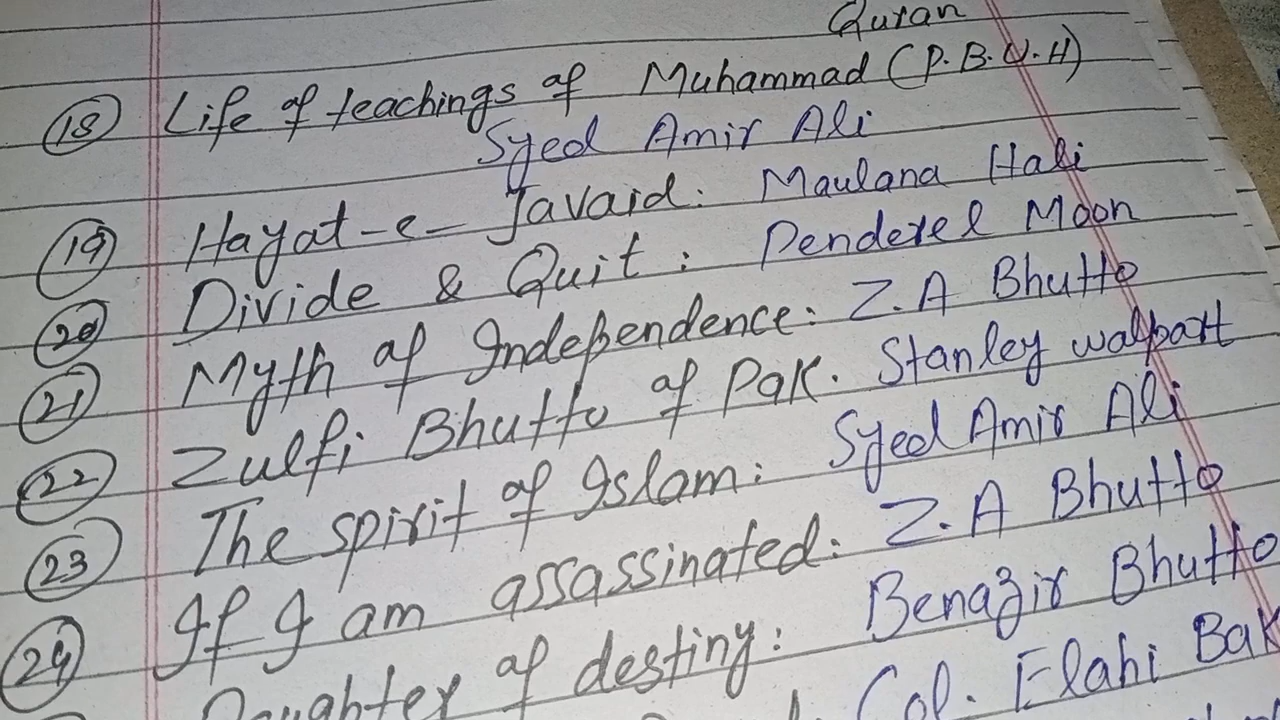 Quran
(18) Life of teachings of Muhammad (P.B.U.H)
Syed Amir Ali
(19) Hayat-e-Javaid: Maulana Hali
(20) Divide & Quit: Penderel Moon
(21) Myth of Independence: Z.A Bhutto
(22) Zulfi Bhutto of Pak. Stanley walpart
(23) The spirit of Islam: Syed Amir Ali
(24) If I am assassinated: Z.A Bhutto
Daughter of destiny: Benazir Bhutto
Col. Elahi Bak